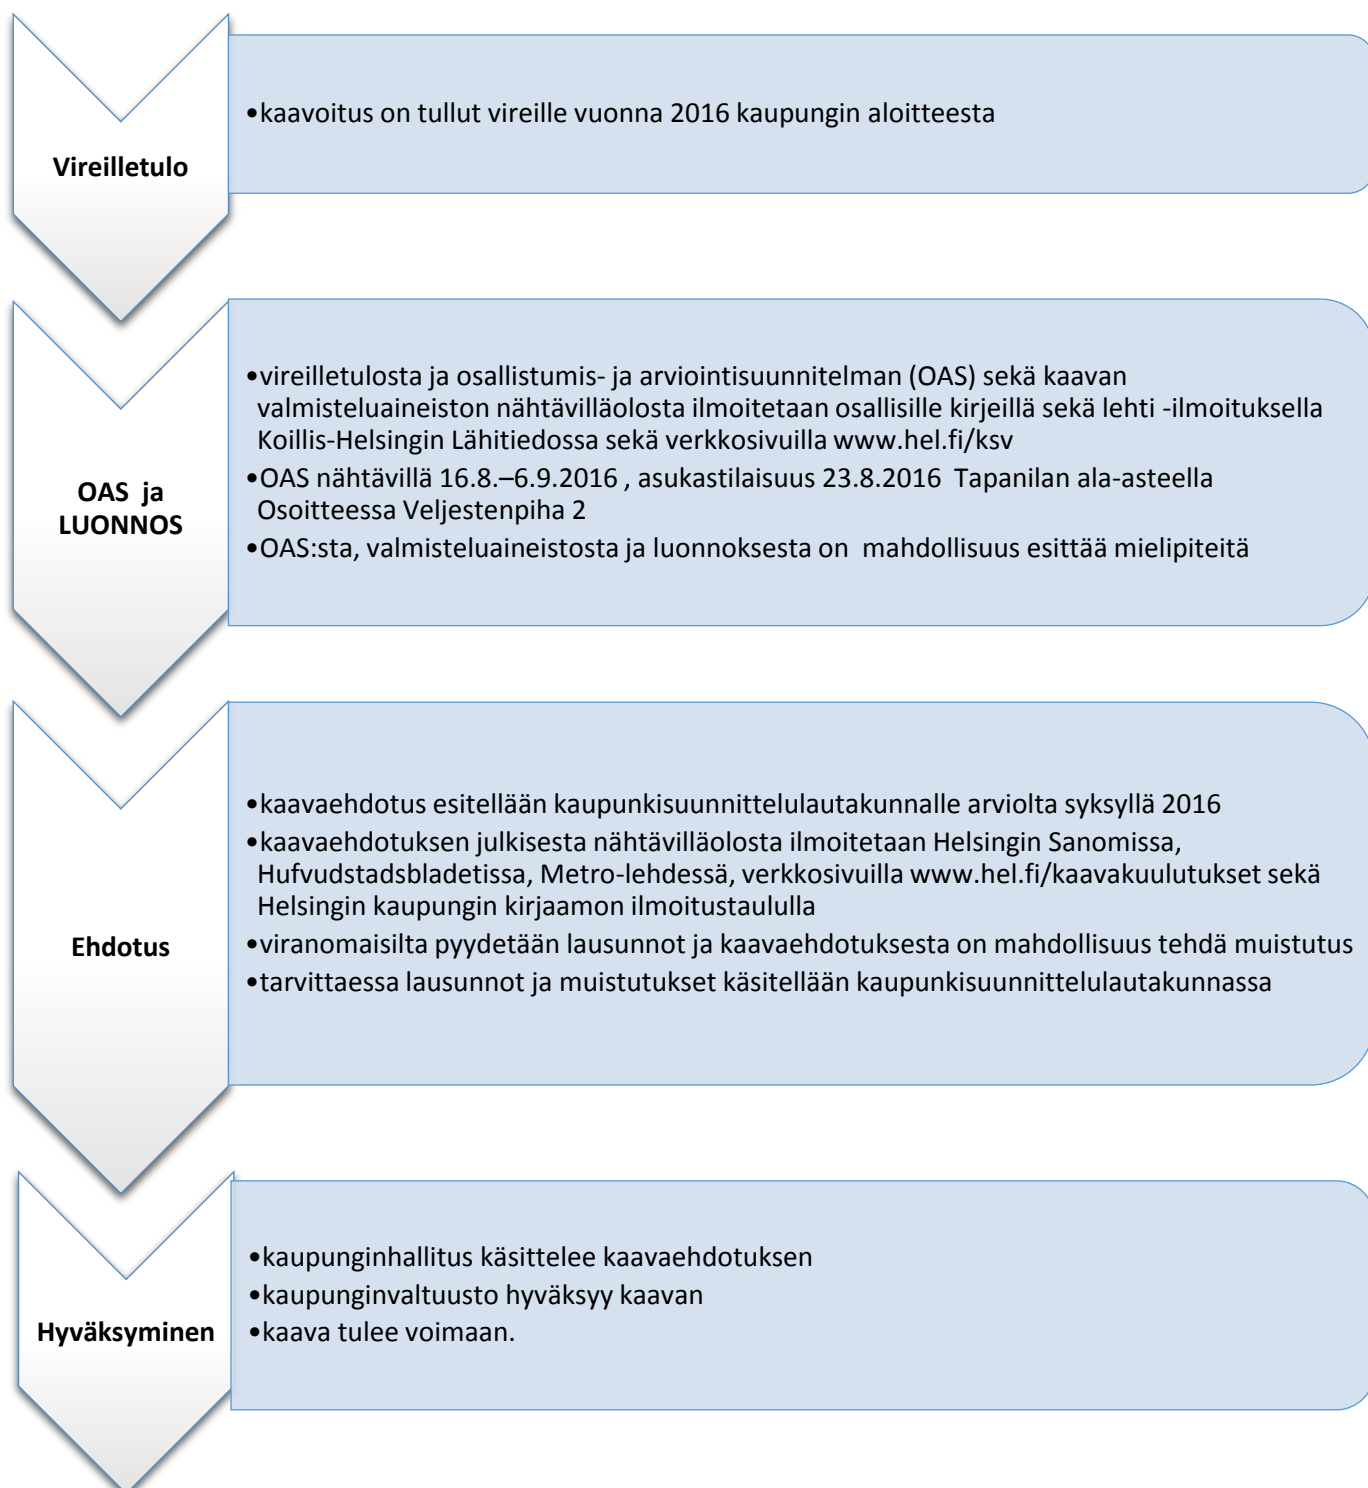 Vireilletulo
•kaavoitus on tullut vireille vuonna 2016 kaupungin aloitteesta
OAS ja
LUONNOS
•vireilletulosta ja osallistumis- ja arviointisuunnitelman (OAS) sekä kaavan
valmisteluaineiston nähtävilläolosta ilmoitetaan osallisille kirjeillä sekä lehti -ilmoituksella
Koillis-Helsingin Lähitiedossa sekä verkkosivuilla www.hel.fi/ksv
•OAS nähtävillä 16.8.–6.9.2016 , asukastilaisuus 23.8.2016 Tapanilan ala-asteella
Osoitteessa Veljestenpiha 2
•OAS:sta, valmisteluaineistosta ja luonnoksesta on mahdollisuus esittää mielipiteitä
Ehdotus
•kaavaehdotus esitellään kaupunkisuunnittelulautakunnalle arviolta syksyllä 2016
•kaavaehdotuksen julkisesta nähtävilläolosta ilmoitetaan Helsingin Sanomissa,
Hufvudstadsbladetissa, Metro-lehdessä, verkkosivuilla www.hel.fi/kaavakuulutukset sekä
Helsingin kaupungin kirjaamon ilmoitustaululla
•viranomaisilta pyydetään lausunnot ja kaavaehdotuksesta on mahdollisuus tehdä muistutus
•tarvittaessa lausunnot ja muistutukset käsitellään kaupunkisuunnittelulautakunnassa
Hyväksyminen
•kaupunginhallitus käsittelee kaavaehdotuksen
•kaupunginvaltuusto hyväksyy kaavan
•kaava tulee voimaan.